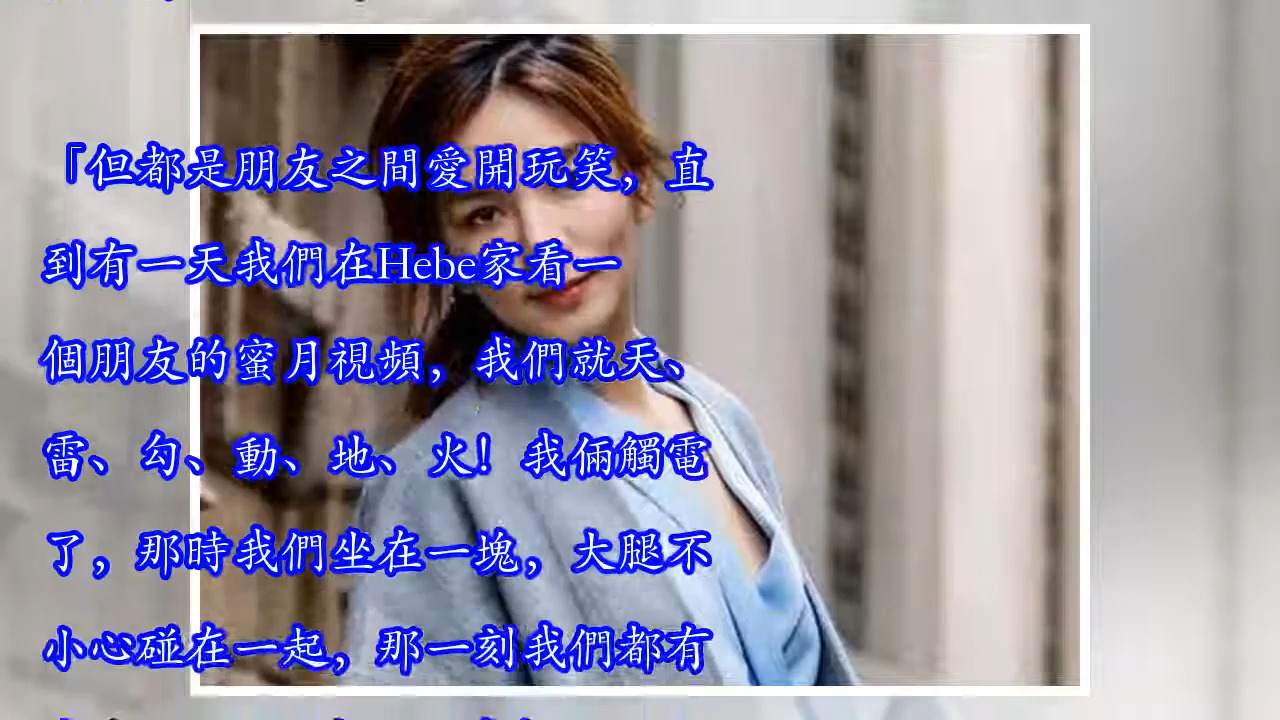 「但都是朋友之間愛開玩笑，直
到有一天我們在Hebe家看一
個朋友的蜜月視頻，我們就天、
雷、勾、動、地、火！我倆觸電
了，那時我們坐在一塊，大腿不
小心碰在一起，那一刻我們都有